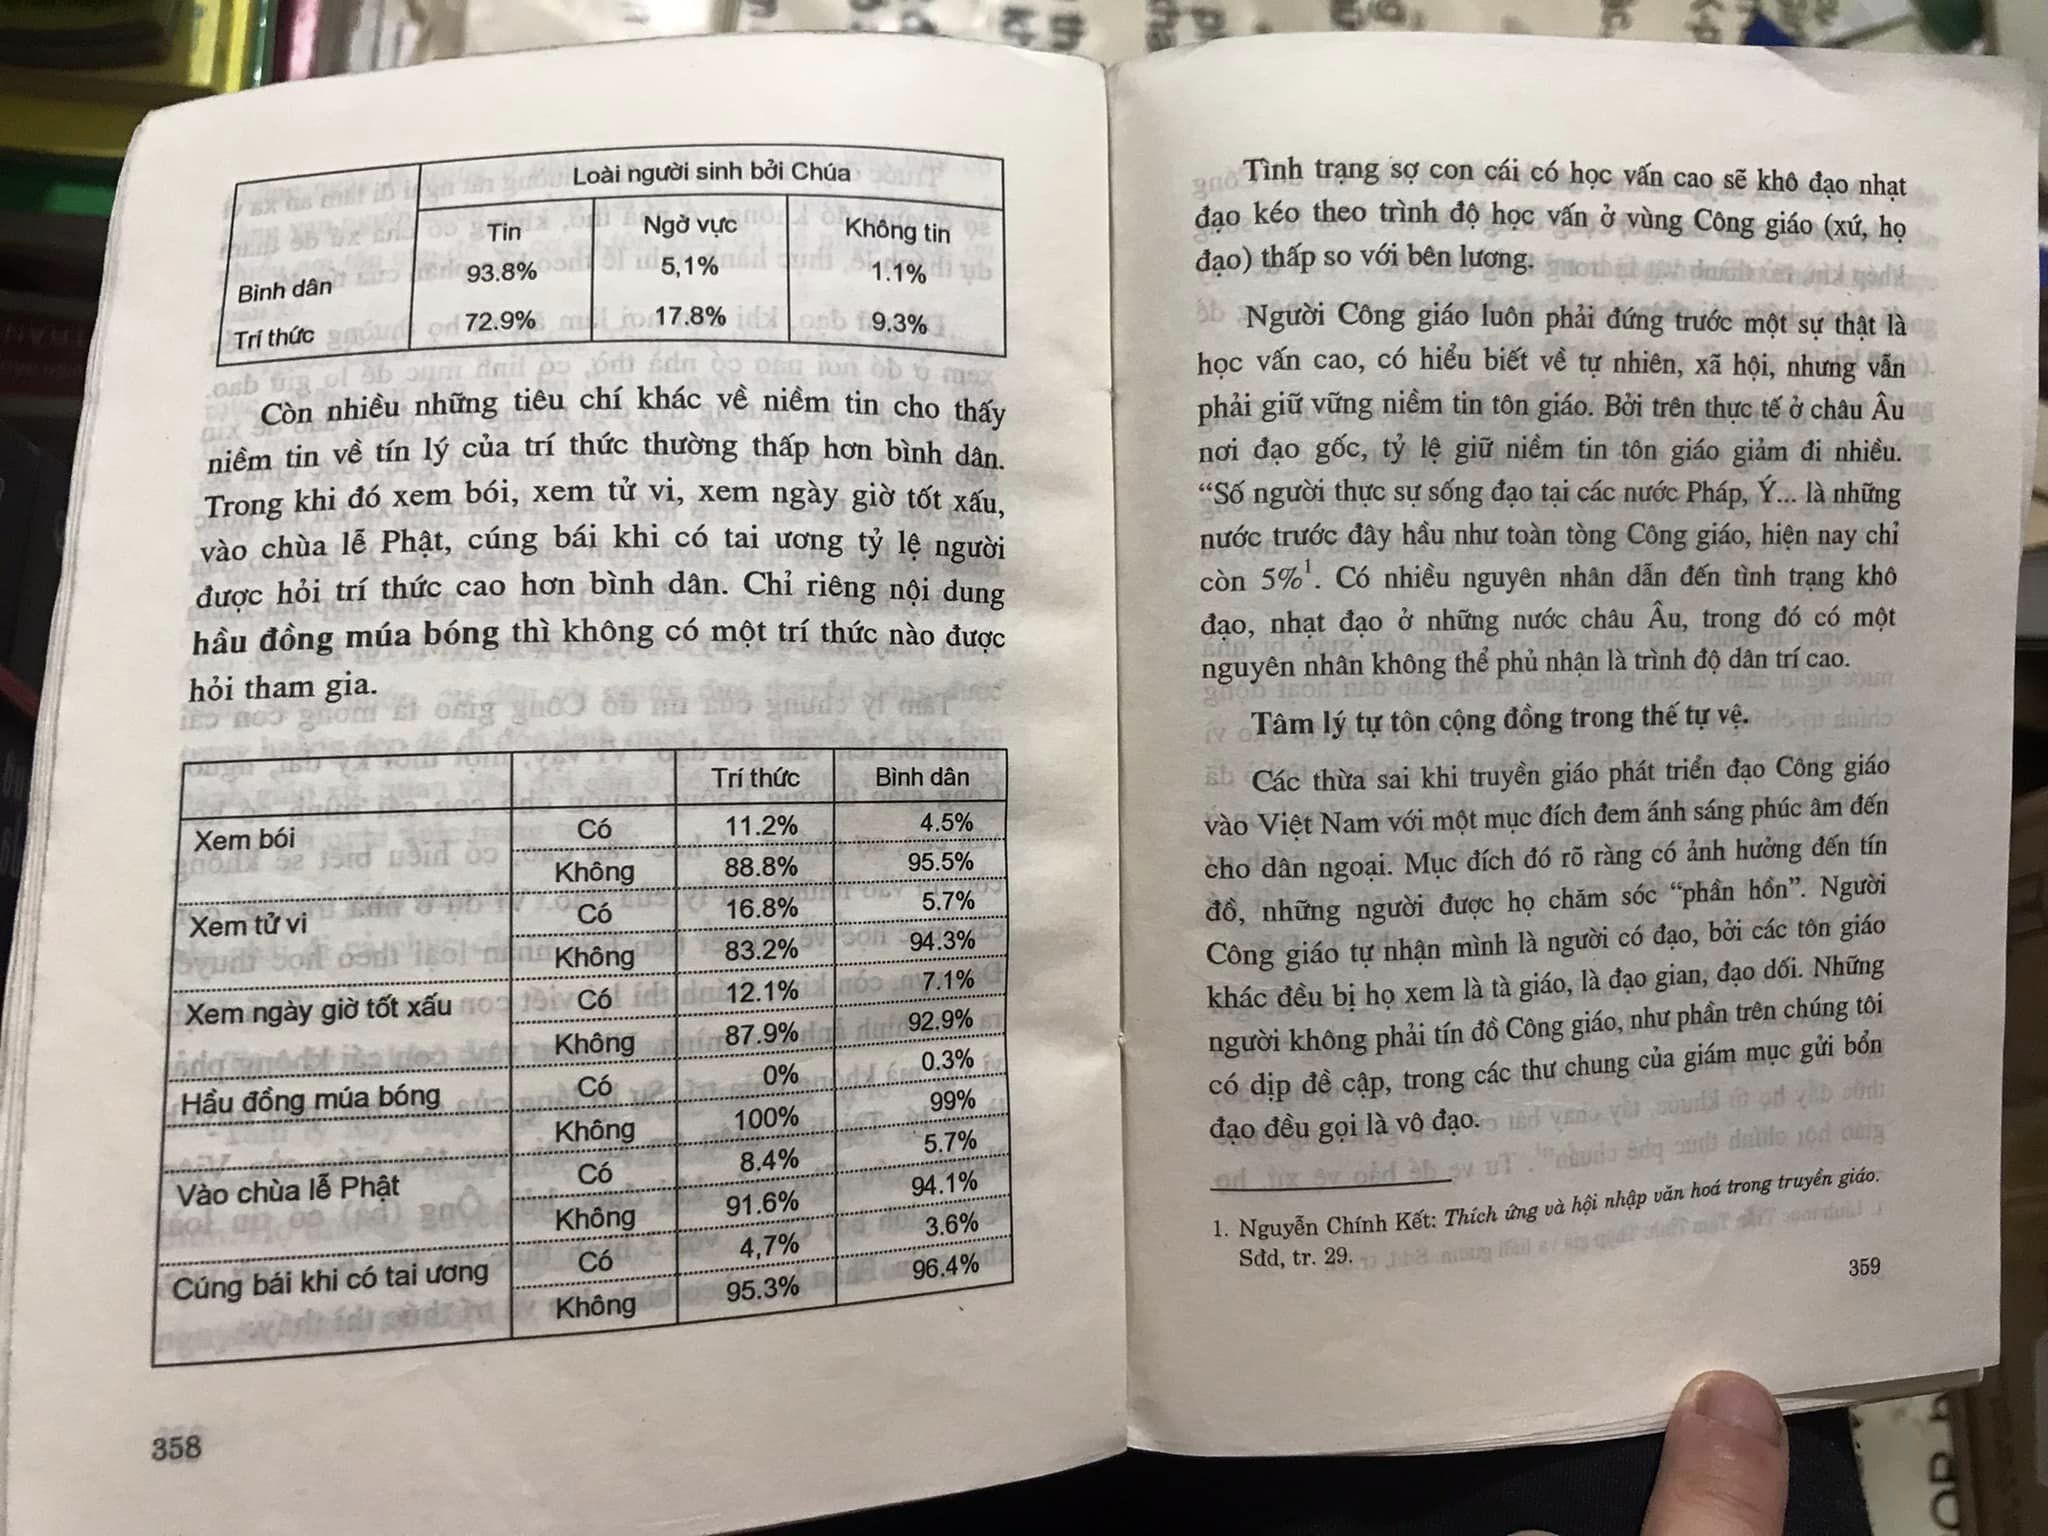 Loài người sinh bởi Chúa
Tin Ngờ vực Không tin
Bình dân 93.8% 5,1% 1.1%
Trí thức 72.9% 17.8% 9.3%
Còn nhiều những tiêu chí khác về niềm tin cho thấy
niềm tin về tín lý của trí thức thường thấp hơn bình dân.
Trong khi đó xem bói, xem tử vi, xem ngày giờ tốt xấu,
vào chùa lễ Phật, cúng bái khi có tai ương tỷ lệ người
được hỏi trí thức cao hơn bình dân. Chỉ riêng nội dung
hầu đồng múa bóng thì không có một trí thức nào được
hỏi tham gia.
Trí thức Bình dân
Xem bói Có 11.2% 4.5%
Không 88.8% 95.5%
Xem tử vi Có 16.8% 5.7%
Không 83.2% 94.3%
Xem ngày giờ tốt xấu Có 12.1% 7.1%
Không 87.9% 92.9%
Hầu đồng múa bóng Có 0% 0.3%
Không 100% 99%
Vào chùa lễ Phật Có 8.4% 5.7%
Không 91.6% 94.1%
Cúng bái khi có tai ương Có 4,7% 3.6%
Không 95.3% 96.4%
358
Tình trạng sợ con cái có học vấn cao sẽ khô đạo nhạt
đạo kéo theo trình độ học vấn ở vùng Công giáo (xứ, họ
đạo) thấp so với bên lương.
Người Công giáo luôn phải đứng trước một sự thật là
học vấn cao, có hiểu biết về tự nhiên, xã hội, nhưng vẫn
phải giữ vững niềm tin tôn giáo. Bởi trên thực tế ở châu Âu
nơi đạo gốc, tỷ lệ giữ niềm tin tôn giáo giảm đi nhiều.
“Số người thực sự sống đạo tại các nước Pháp, Ý... là những
nước trước đây hầu như toàn tòng Công giáo, hiện nay chỉ
còn 5%1. Có nhiều nguyên nhân dẫn đến tình trạng khô
đạo, nhạt đạo ở những nước châu Âu, trong đó có một
nguyên nhân không thể phủ nhận là trình độ dân trí cao.
Tâm lý tự tôn cộng đồng trong thế tự vệ.
Các thừa sai khi truyền giáo phát triển đạo Công giáo
vào Việt Nam với một mục đích đem ánh sáng phúc âm đến
cho dân ngoại. Mục đích đó rõ ràng có ảnh hưởng đến tín
đồ, những người được họ chăm sóc “phần hồn”. Người
Công giáo tự nhận mình là người có đạo, bởi các tôn giáo
khác đều bị họ xem là tà giáo, là đạo gian, đạo dối. Những
người không phải tín đồ Công giáo, như phần trên chúng tôi
có dịp đề cập, trong các thư chung của giám mục gửi bổn
đạo đều gọi là vô đạo.
1. Nguyễn Chính Kết: Thích ứng và hội nhập văn hoá trong truyền giáo.
Sđd, tr. 29.
359